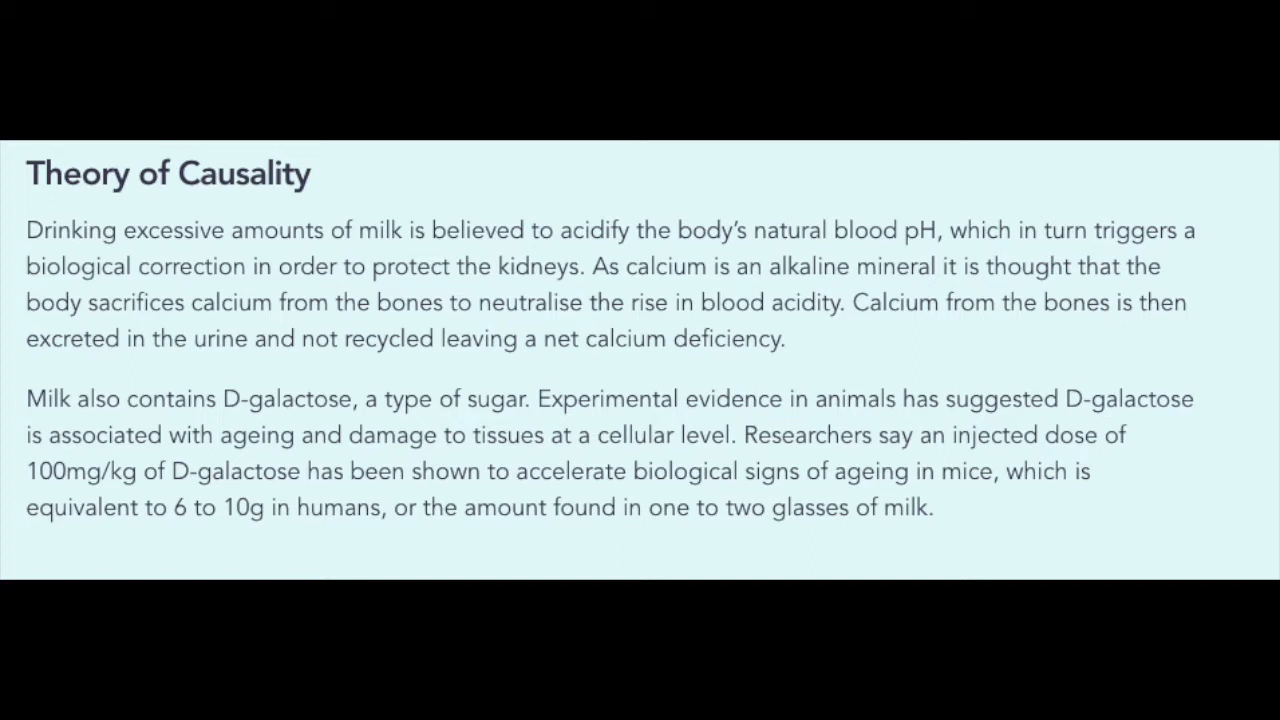 Theory of Causality
Drinking excessive amounts of milk is believed to acidify the body's natural blood pH, which in turn triggers a
biological correction in order to protect the kidneys. As calcium is an alkaline mineral it is thought that the
body sacrifices calcium from the bones to neutralise the rise in blood acidity. Calcium from the bones is then
excreted in the urine and not recycled leaving a net calcium deficiency.
Milk also contains D-galactose, a type of sugar. Experimental evidence in animals has suggested D-galactose
is associated with ageing and damage to tissues at a cellular level. Researchers say an injected dose of
100mg/kg of D-galactose has been shown to accelerate biological signs of ageing in mice, which is
equivalent to 6 to 10g in humans, or the amount found in one to two glasses of milk.